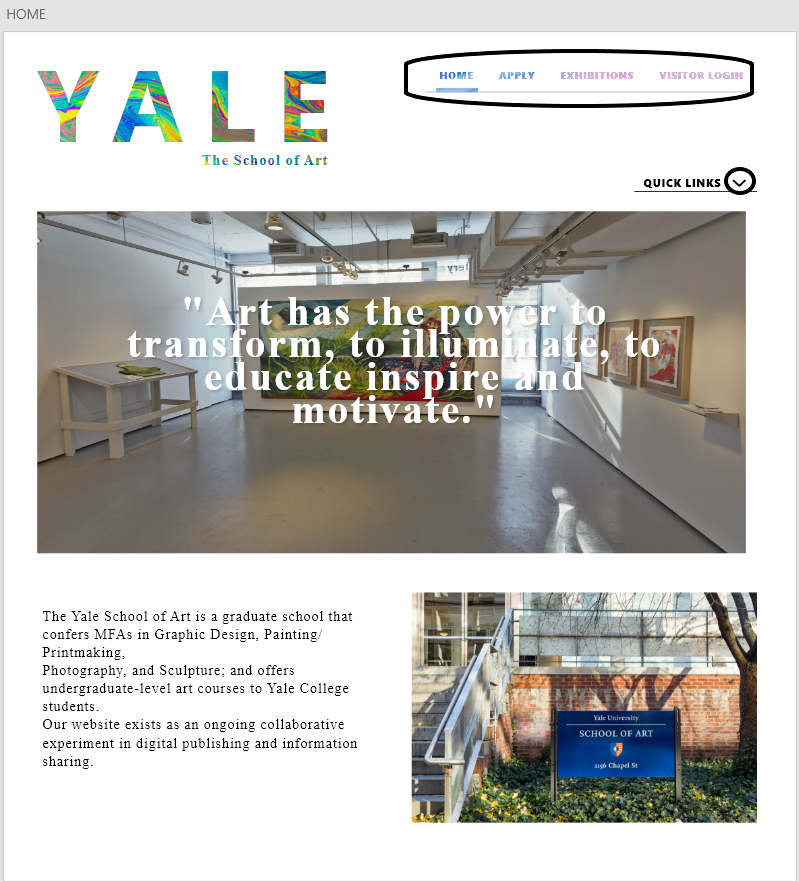 HOME
YALE
The School of Art
HOME APPLY EXHIBITIONS VISITOR LOGIN
QUICK LINKS
"Art has the power to
transform, to illuminate, to
educate inspire and
motivate."
The Yale School of Art is a graduate school that
confers MFAs in Graphic Design, Painting/
Printmaking,
Photography, and Sculpture; and offers
undergraduate-level art courses to Yale College
students.
Our website exists as an ongoing collaborative
experiment in digital publishing and information
sharing.
Yale University
SCHOOL OF ART
1156 Chapel St